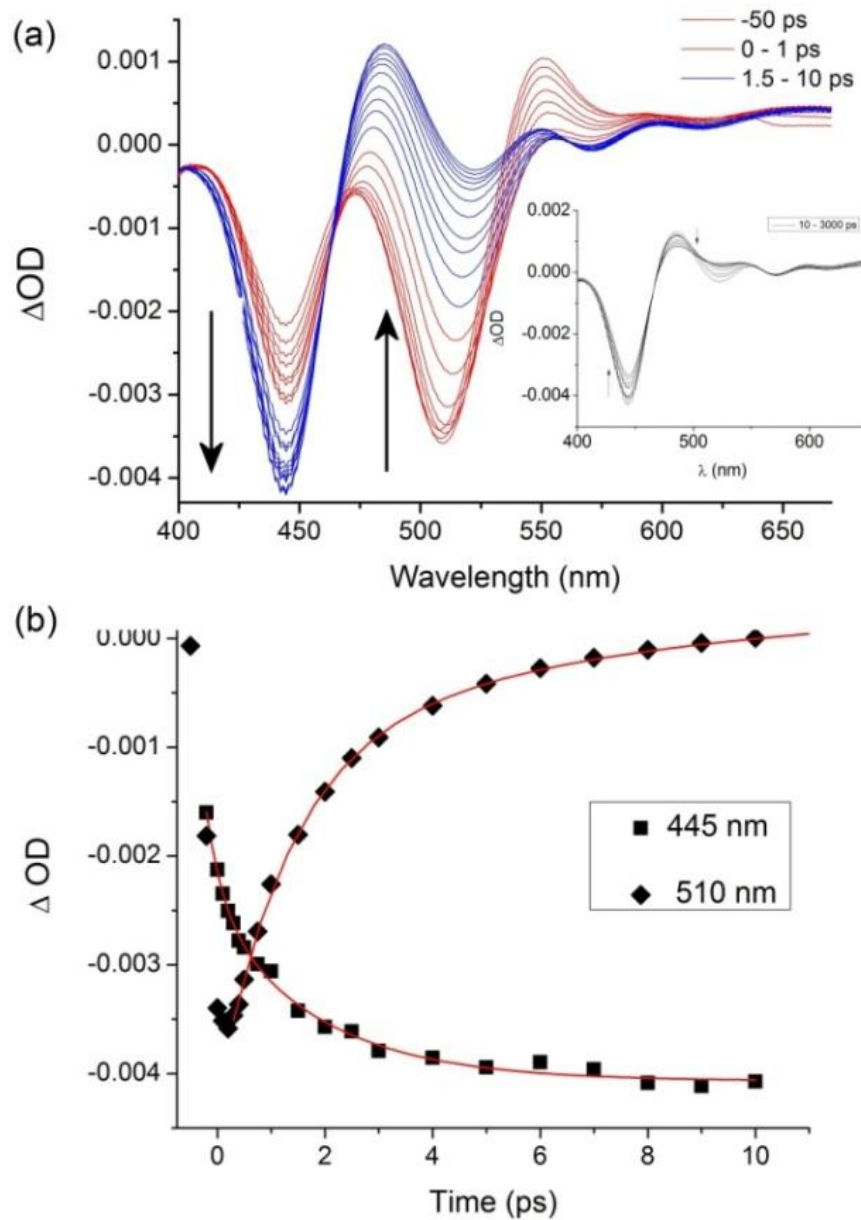 (a)
-50 ps
0 - 1 ps
1.5 - 10 ps
0.001
0.000
-0.001
-0.002
-0.003
-0.004
ΔOD
400 450 500 550 600 650
Wavelength (nm)
10 - 3000 ps
0.002
0.000
-0.002
-0.004
ΔOD
400 500 600
λ (nm)
(b)
0.000
-0.001
-0.002
-0.003
-0.004
Δ OD
445 nm
510 nm
0 2 4 6 8 10
Time (ps)